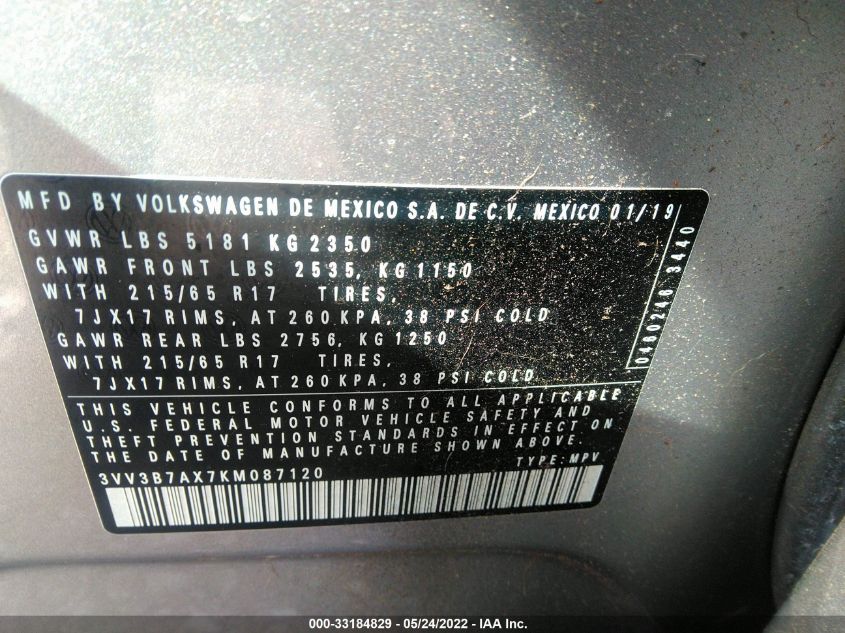 MFD BY VOLKSWAGEN DE MEXICO S.A. DE C.V. MEXICO 01/19
GVWR LBS 5181 KG 2350
GAWR FRONT LBS 2535, KG 1150
WITH 215/65 R17 TIRES,
7JX17 RIMS, AT 260 KPA, 38 PSI COLD
GAWR REAR LBS 2756, KG 1250
WITH 215/65 R17 TIRES,
7JX17 RIMS, AT 260 KPA, 38 PSI COLD
THIS VEHICLE CONFORMS TO ALL APPLICABLE
U.S. FEDERAL MOTOR VEHICLE SAFETY AND
THEFT PREVENTION STANDARDS IN EFFECT ON
THE DATE OF MANUFACTURE SHOWN ABOVE.
3VV3B7AX7KM087120 TYPE: MPV
0460246 3440
000-33184829 - 05/24/2022 - IAA Inc.